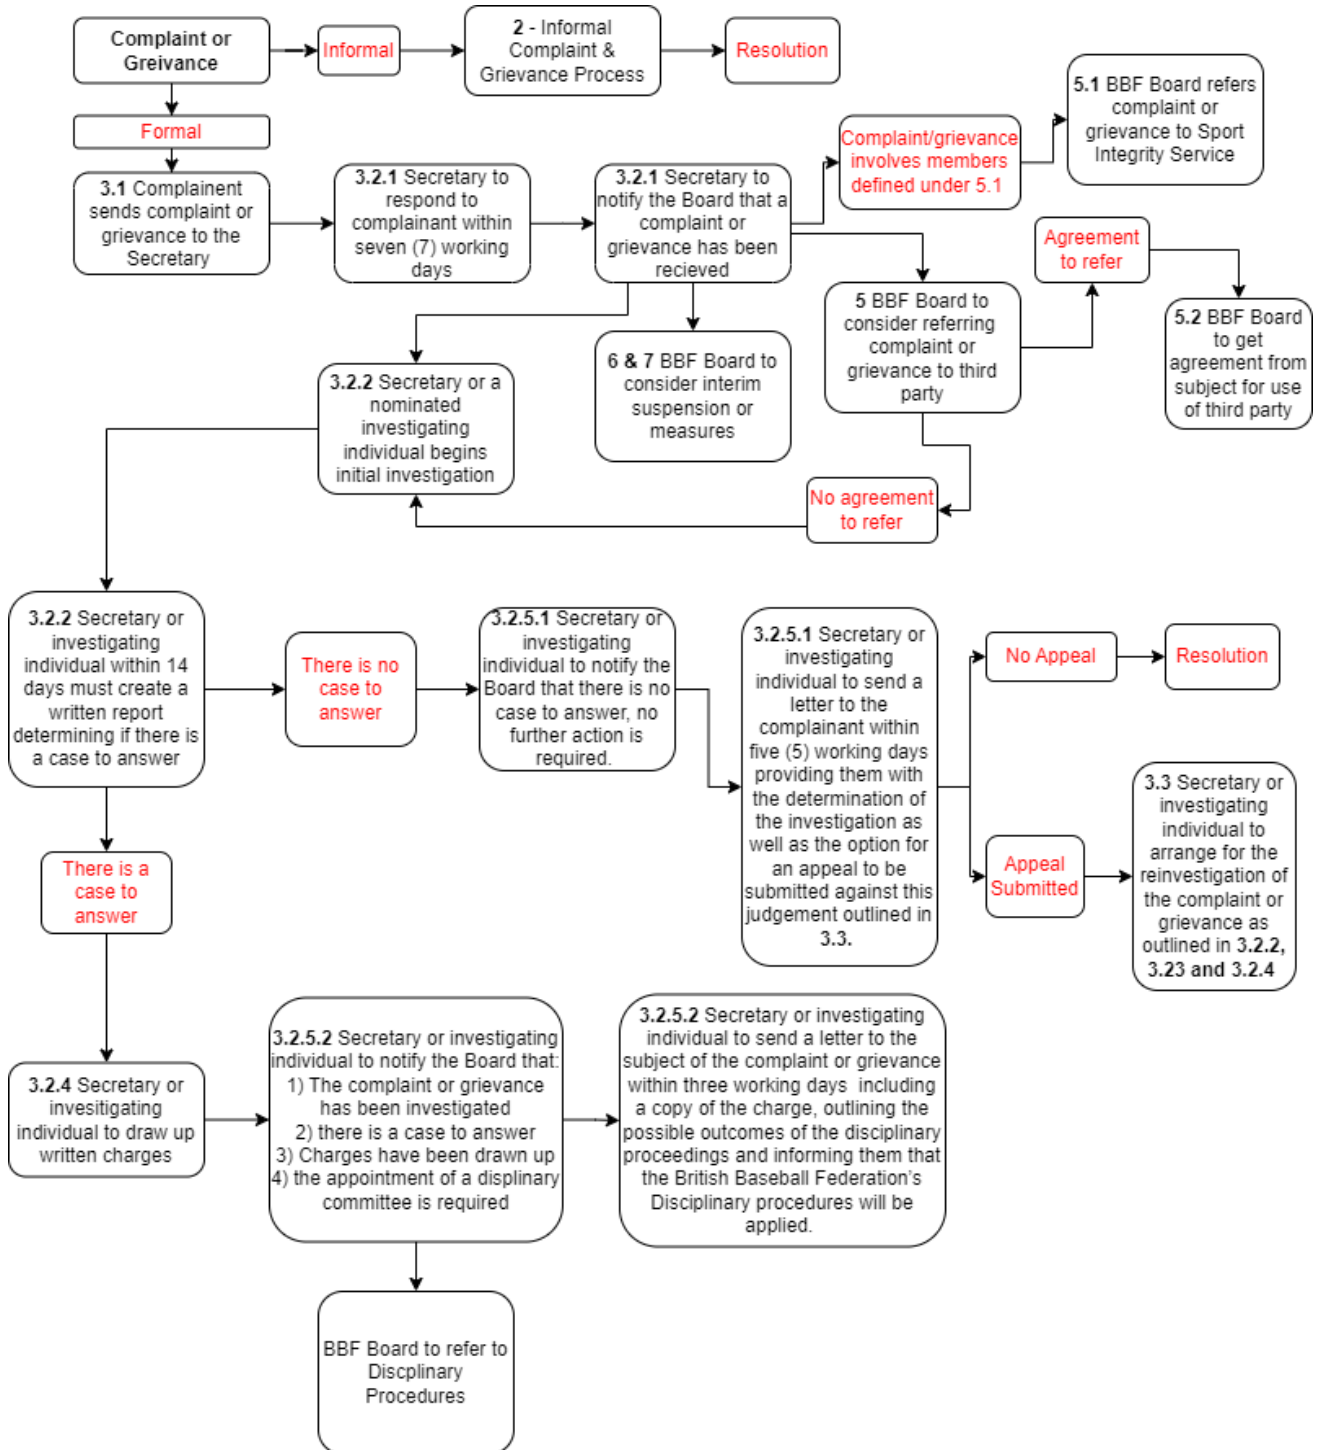 Complaint or
Greivance
Informal
2 - Informal
Complaint &
Grievance Process
Resolution
5.1 BBF Board refers
complaint or
grievance to Sport
Integrity Service
Formal
Complaint/grievance
involves members
defined under 5.1
3.1 Complainent
sends complaint or
grievance to the
Secretary
3.2.1 Secretary to
respond to
complainant within
seven (7) working
days
3.2.1 Secretary to
notify the Board that a
complaint or
grievance has been
recieved
Agreement
to refer
5 BBF Board to
consider referring
complaint or
grievance to third
party
5.2 BBF Board
to get
agreement from
subject for use
of third party
6 & 7 BBF Board to
consider interim
suspension or
measures
3.2.2 Secretary or a
nominated
investigating
individual begins
initial investigation
No agreement
to refer
3.2.2 Secretary or
investigating
individual within 14
days must create a
written report
determining if there is
a case to answer
There is no
case to
answer
3.2.5.1 Secretary or
investigating
individual to notify the
Board that there is no
case to answer, no
further action is
required.
3.2.5.1 Secretary or
investigating
individual to send a
letter to the
complainant within
five (5) working days
providing them with
the determination of
the investigation as
well as the option for
an appeal to be
submitted against this
judgement outlined in
3.3.
No Appeal
Resolution
Appeal
Submitted
3.3 Secretary or
investigating
individual to
arrange for the
reinvestigation of
the complaint or
grievance as
outlined in 3.2.2,
3.23 and 3.2.4
There is a
case to
answer
3.2.4 Secretary or
invesitigating
individual to draw up
written charges
3.2.5.2 Secretary or investigating
individual to notify the Board that:
1) The complaint or grievance
has been investigated
2) there is a case to answer
3) Charges have been drawn up
4) the appointment of a displinary
committee is required
3.2.5.2 Secretary or investigating
individual to send a letter to the
subject of the complaint or grievance
within three working days including
a copy of the charge, outlining the
possible outcomes of the disciplinary
proceedings and informing them that
the British Baseball Federation's
Disciplinary procedures will be
applied.
BBF Board to refer to
Discplinary
Procedures